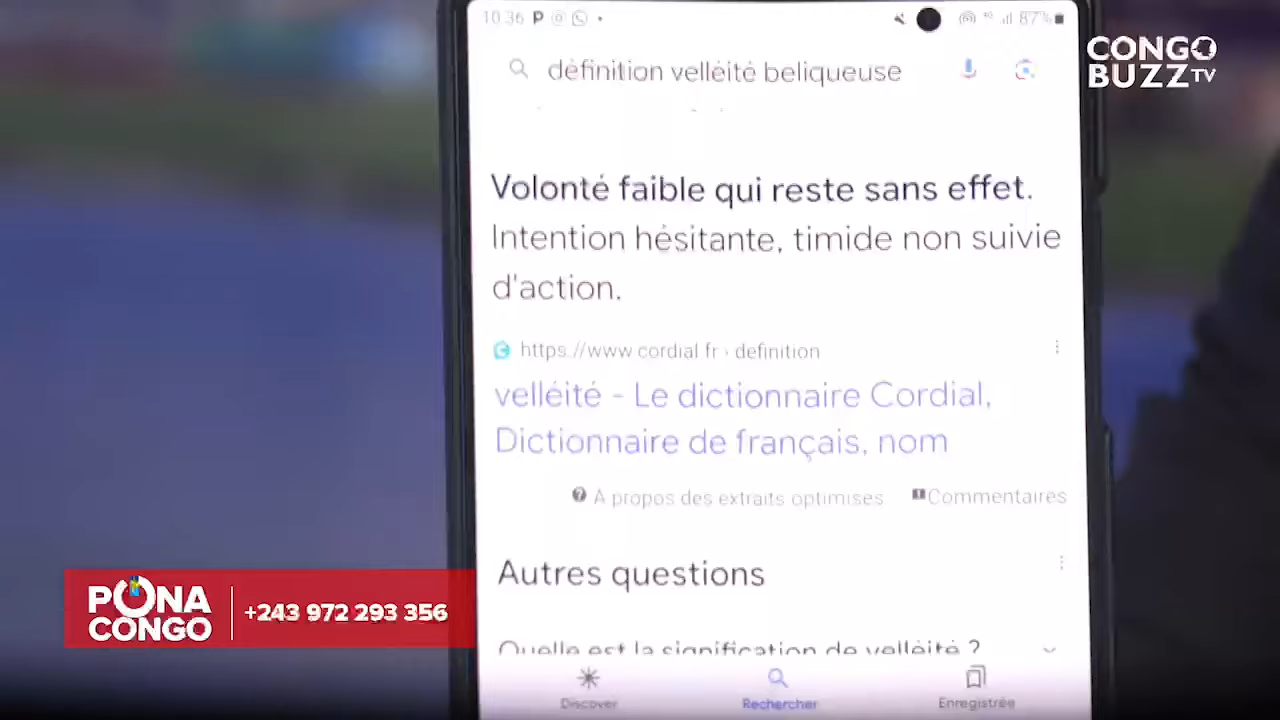 10:36 P
87%
CONGO
BUZZ TV
définition velléité beliqueuse
Volonté faible qui reste sans effet.
Intention hésitante, timide non suivie
d'action.
https://www.cordial.fr › definition
velléité - Le dictionnaire Cordial,
Dictionnaire de français, nom
À propos des extraits optimisés
Commentaires
Autres questions
PONA
CONGO
+243 972 293 356
Quelle est la signification de velléité ?
Discover
Rechercher
Enregistrée